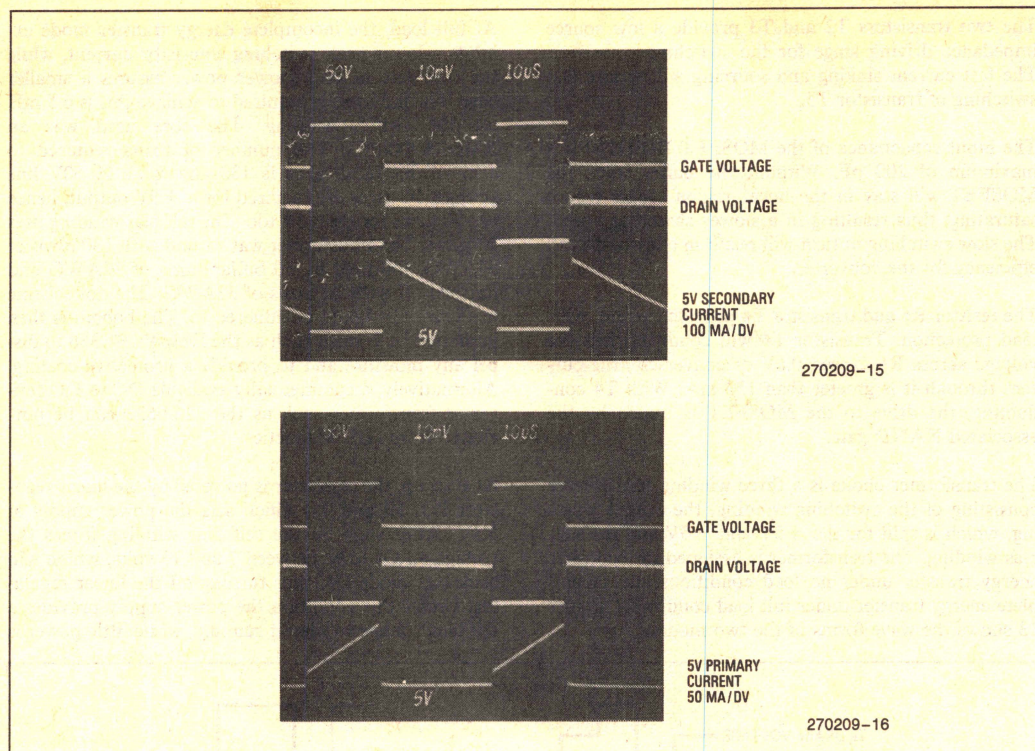 50V 10mV 10uS
GATE VOLTAGE
DRAIN VOLTAGE
5V SECONDARY
CURRENT
100 MA/DV
5V
270209–15
50V 10mV 10uS
GATE VOLTAGE
DRAIN VOLTAGE
5V PRIMARY
CURRENT
50 MA/DV
5V
270209–16